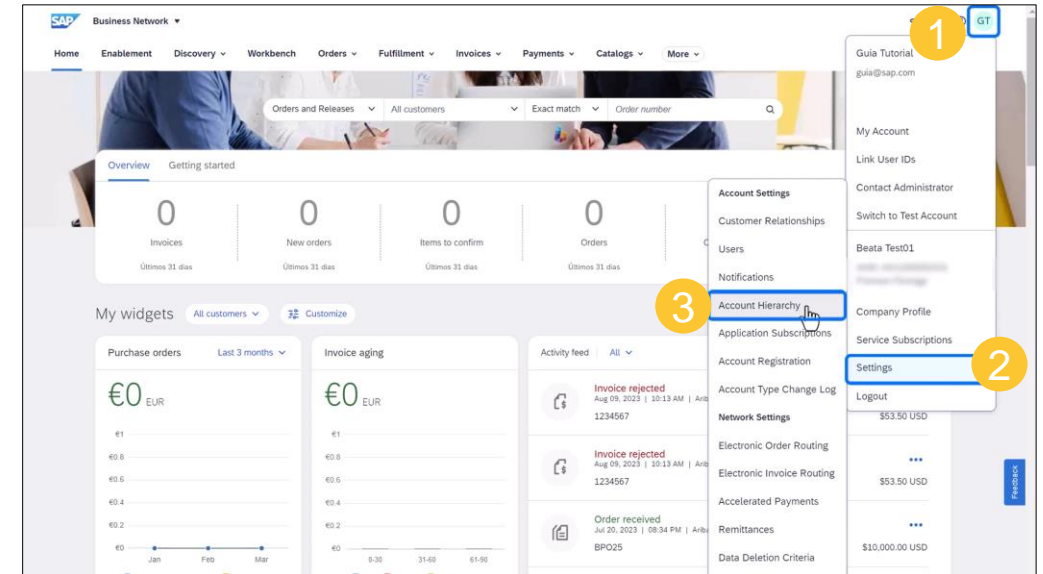 SAP Business Network
1
GT
Home Enablement Discovery Workbench Orders Fulfillment Invoices Payments Catalogs More
Orders and Releases All customers Exact match Order number
Guia Tutorial
guia@sap.com
My Account
Link User IDs
Contact Administrator
Switch to Test Account
Beata Test01
Company Profile
Service Subscriptions
Settings
2
Logout
Account Settings
Customer Relationships
Users
Notifications
3
Account Hierarchy
Application Subscriptions
Account Registration
Account Type Change Log
Network Settings
Electronic Order Routing
Electronic Invoice Routing
Accelerated Payments
Remittances
Data Deletion Criteria
Overview Getting started
0 0 0 0
Invoices New orders Items to confirm Orders
Últimos 31 dias Últimos 31 dias Últimos 31 dias Últimos 31 dias
My widgets All customers Customize
Purchase orders Last 3 months
€0 EUR
€1
€0.8
€0.6
€0.4
€0.2
€0
Jan Feb Mar
Invoice aging
€0 EUR
€1
€0.8
€0.6
€0.4
€0.2
€0
0-30 31-60 61-90
Activity feed All
Invoice rejected
Aug 09, 2023 | 10:13 AM |
1234567
$53.50 USD
Invoice rejected
Aug 09, 2023 | 10:13 AM |
1234567
$53.50 USD
Order received
Jul 20, 2023 | 08:34 PM |
BPO25
$10,000.00 USD
Feedback